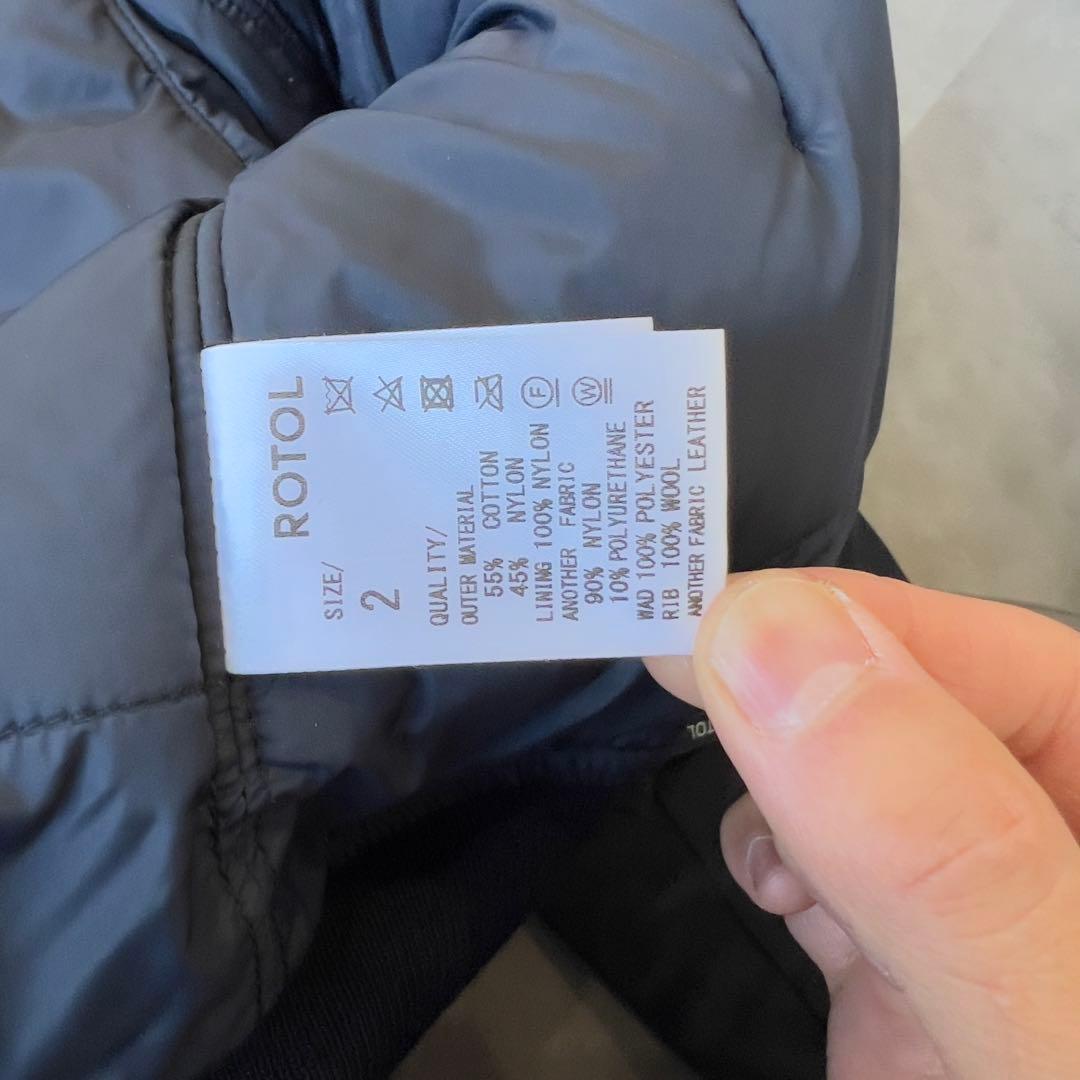 ROTOL
SIZE/
2
F
W
QUALITY/
OUTER MATERIAL
55% COTTON
45% NYLON
LINING 100% NYLON
ANOTHER FABRIC
90% NYLON
10% POLYURETHANE
WAD 100% POLYESTER
RIB 100% WOOL
ANOTHER FABRIC LEATHER
TOL